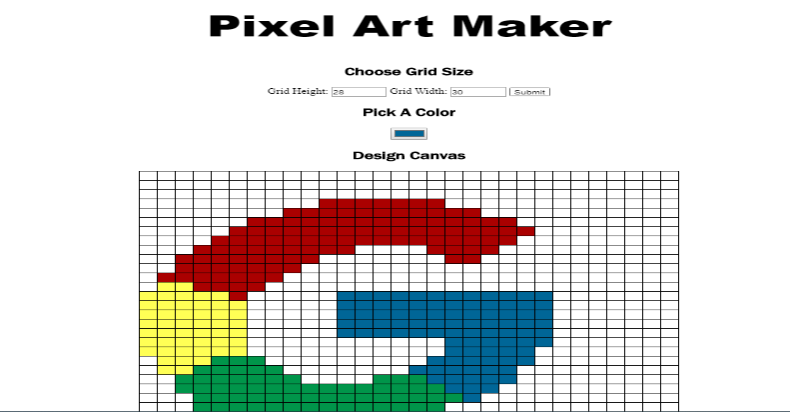 Pixel Art Maker
Choose Grid Size
Grid Height: 28 Grid Width: 30 Submit
Pick A Color
Design Canvas